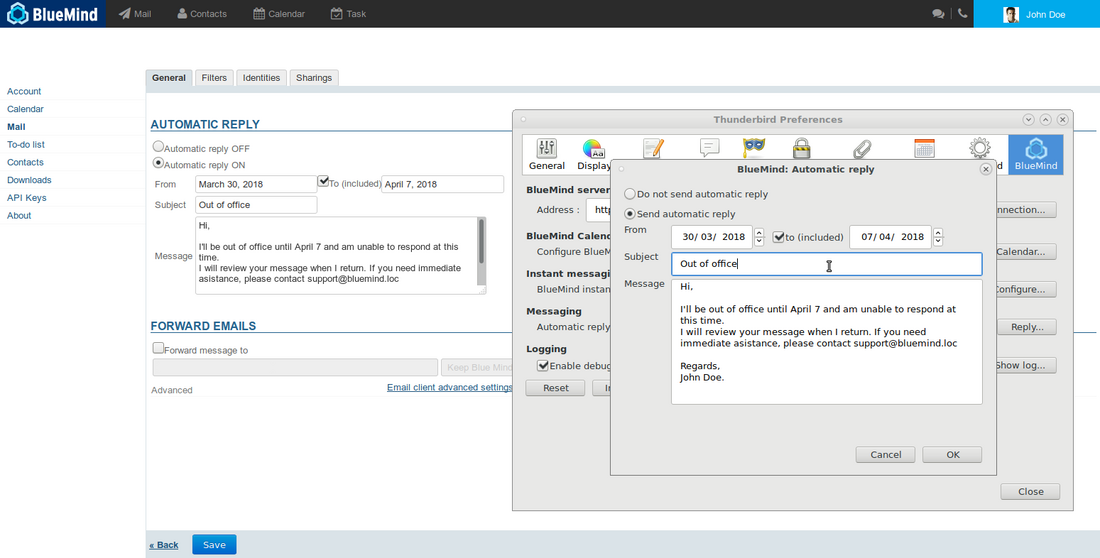 BlueMind
Mail
Contacts
Calendar
Task
John Doe
General
Filters
Identities
Sharings
Account
Calendar
Mail
To-do list
Contacts
Downloads
API Keys
About
AUTOMATIC REPLY
Automatic reply OFF
Automatic reply ON
From
March 30, 2018
To (included)
April 7, 2018
Subject
Out of office
Message
Hi,
I'll be out of office until April 7 and am unable to respond at this
time.
I will review your message when I return. If you need immediate
asistance, please contact support@bluemind.loc
FORWARD EMAILS
Forward message to
Keep Blue Mind
Advanced
Email client advanced settings
« Back
Save
Thunderbird Preferences
General
Display
BlueMind
BlueMind server
Address :
http
nnection...
BlueMind Calend
Configure BlueM
Calendar...
Instant messagi
BlueMind instan
Configure...
Messaging
Automatic reply
Reply...
Logging
Enable debug
Show log...
Reset
Close
BlueMind: Automatic reply
Do not send automatic reply
Send automatic reply
From
30/ 03/ 2018
to (included)
07/ 04/ 2018
Subject
Out of office
Message
Hi,
I'll be out of office until April 7 and am unable to respond at
this time.
I will review your message when I return. If you need
immediate asistance, please contact support@bluemind.loc
Regards,
John Doe.
Cancel
OK